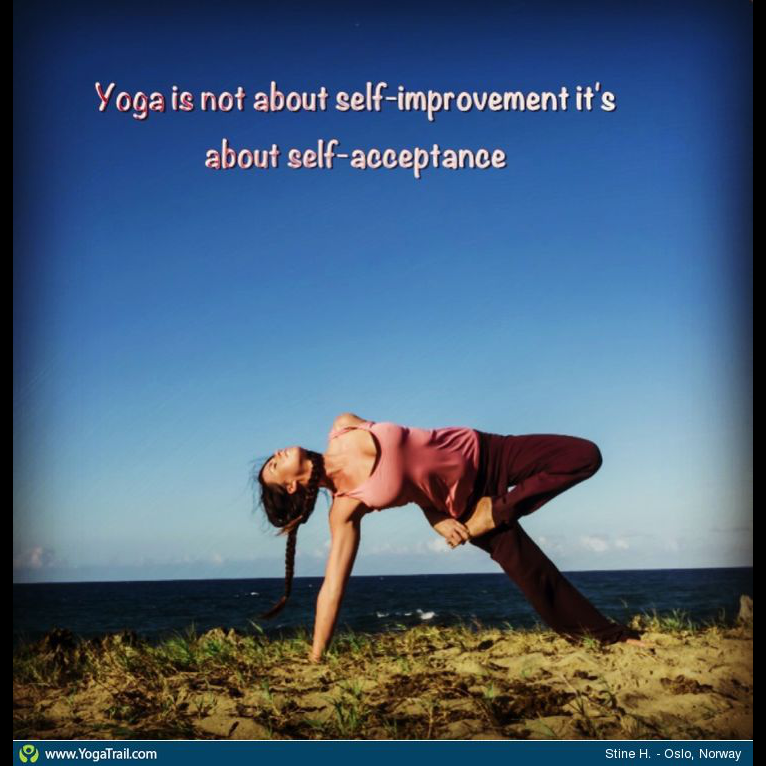 Yoga is not about self-improvement it's
about self-acceptance
www.YogaTrail.com
Stine H. - Oslo, Norway